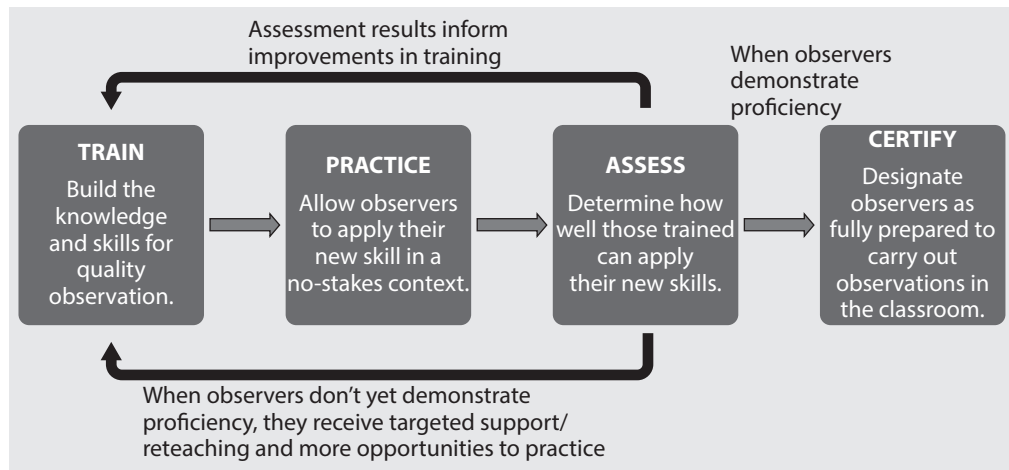 Assessment results inform
improvements in training
When observers
demonstrate
proficiency
TRAIN
Build the
knowledge
and skills for
quality
observation.
PRACTICE
Allow observers
to apply their
new skill in a
no-stakes context.
ASSESS
Determine how
well those trained
can apply
their new skills.
CERTIFY
Designate
observers as
fully prepared to
carry out
observations in
the classroom.
When observers don’t yet demonstrate
proficiency, they receive targeted support/
reteaching and more opportunities to practice